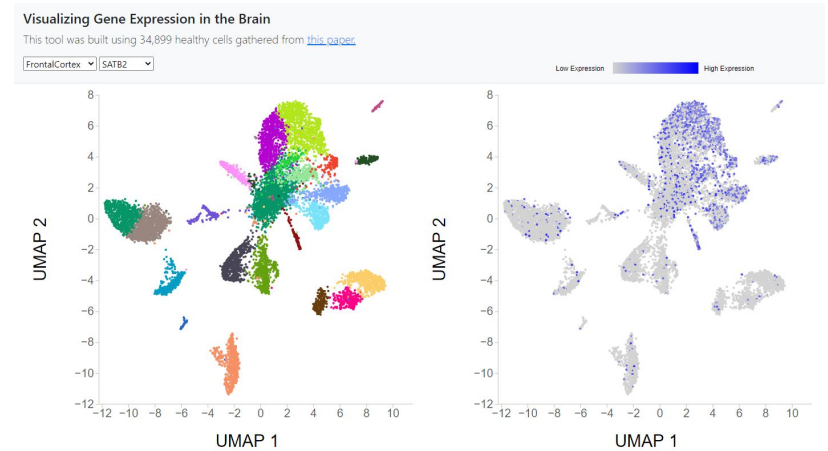 Visualizing Gene Expression in the Brain
This tool was built using 34,899 healthy cells gathered from this paper.
FrontalCortex SATB2
Low Expression High Expression
8
6
4
2
0
−2
−4
−6
−8
−10
−12
−12 −10 −8 −6 −4 −2 0 2 4 6 8 10
UMAP 2
UMAP 1
8
6
4
2
0
−2
−4
−6
−8
−10
−12
−12 −10 −8 −6 −4 −2 0 2 4 6 8 10
UMAP 2
UMAP 1